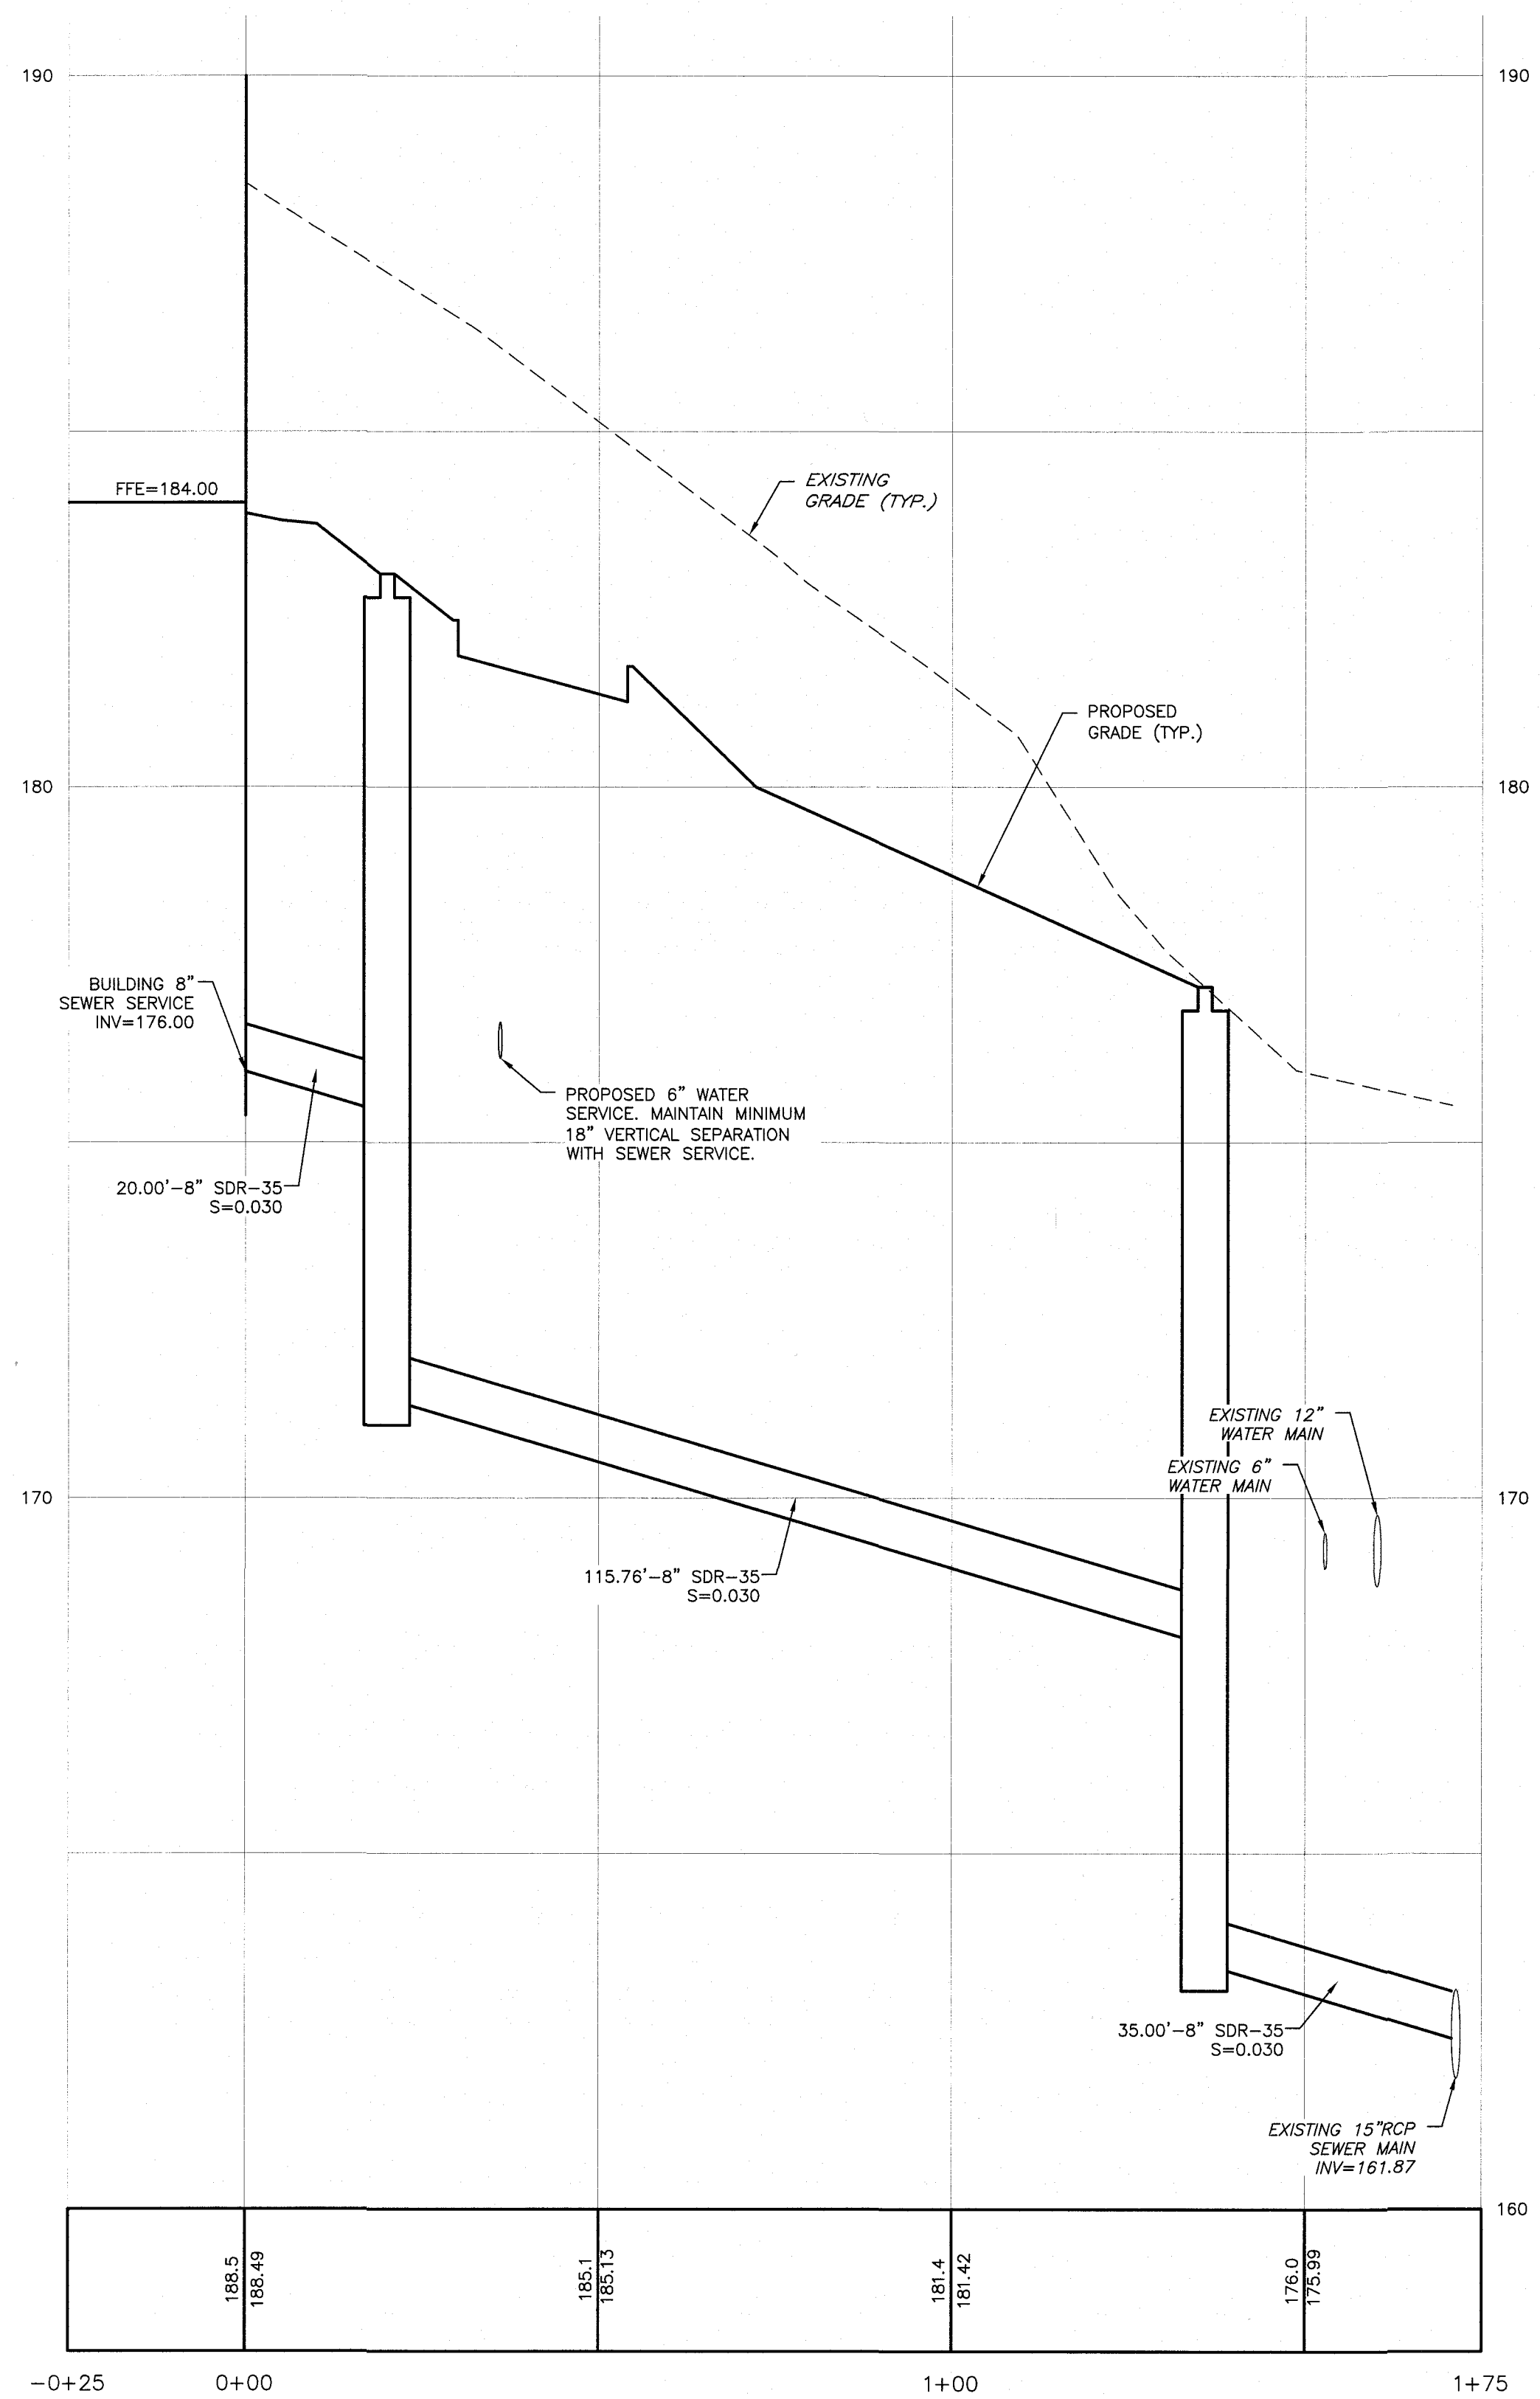 190
190
FFE=184.00
EXISTING
GRADE (TYP.)
PROPOSED
GRADE (TYP.)
180
180
BUILDING 8"
SEWER SERVICE
INV=176.00
PROPOSED 6" WATER
SERVICE. MAINTAIN MINIMUM
18" VERTICAL SEPARATION
WITH SEWER SERVICE.
20.00'-8" SDR-35
S=0.030
EXISTING 12"
WATER MAIN
EXISTING 6"
WATER MAIN
170
170
115.76'-8" SDR-35
S=0.030
35.00'-8" SDR-35
S=0.030
EXISTING 15"RCP
SEWER MAIN
INV=161.87
160
188.5
188.49
185.1
185.13
181.4
181.42
176.0
175.99
-0+25
0+00
1+00
1+75